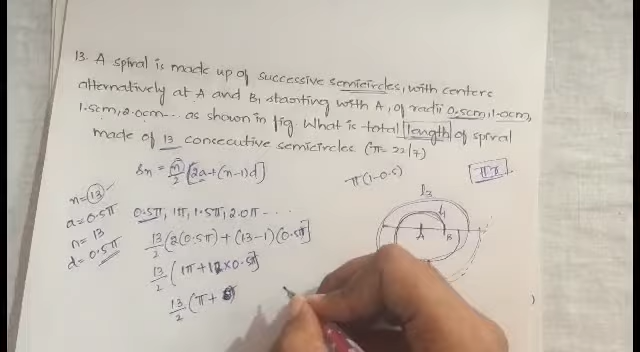 13. A spiral is made up of successive semicircles, with centers
alternatively at A and B, starting with A, of radii 0.5cm, 1.0cm,
1.5cm, 2.0cm... as shown in fig. What is total length of spiral
made of 13 consecutive semicircles (π = 22/7)
Sn = n/2 [2a+(n-1)d]
π(1-0.5)
πr
n=13
a=0.5π
n=13
d=0.5π
0.5π, 1π, 1.5π, 2.0π ...
13/2 (2(0.5π) + (13-1)(0.5π]
13/2 (1π + 12×0.5π]
13/2 (π +
l3
l1
A B
)